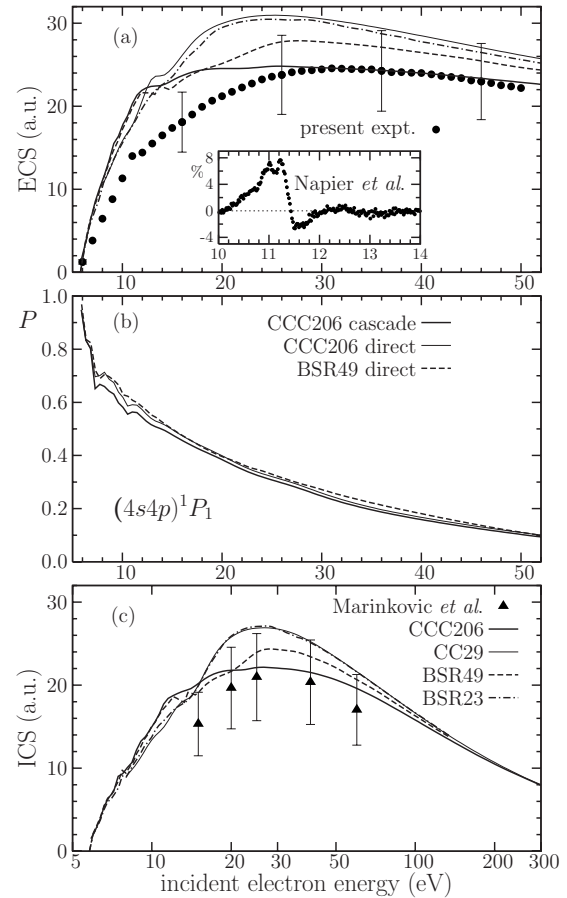 (a)
ECS (a.u.)
30
20
10
0
present expt.
%
8
4
0
-4
Napier et al.
10 11 12 13 14
10 20 30 40 50
(b)
P
1.0
0.8
0.6
0.4
0.2
0.0
CCC206 cascade
CCC206 direct
BSR49 direct
(4s4p)¹P₁
10 20 30 40 50
(c)
ICS (a.u.)
30
20
10
0
Marinkovic et al.
CCC206
CC29
BSR49
BSR23
5 10 20 30 50 100 200 300
incident electron energy (eV)